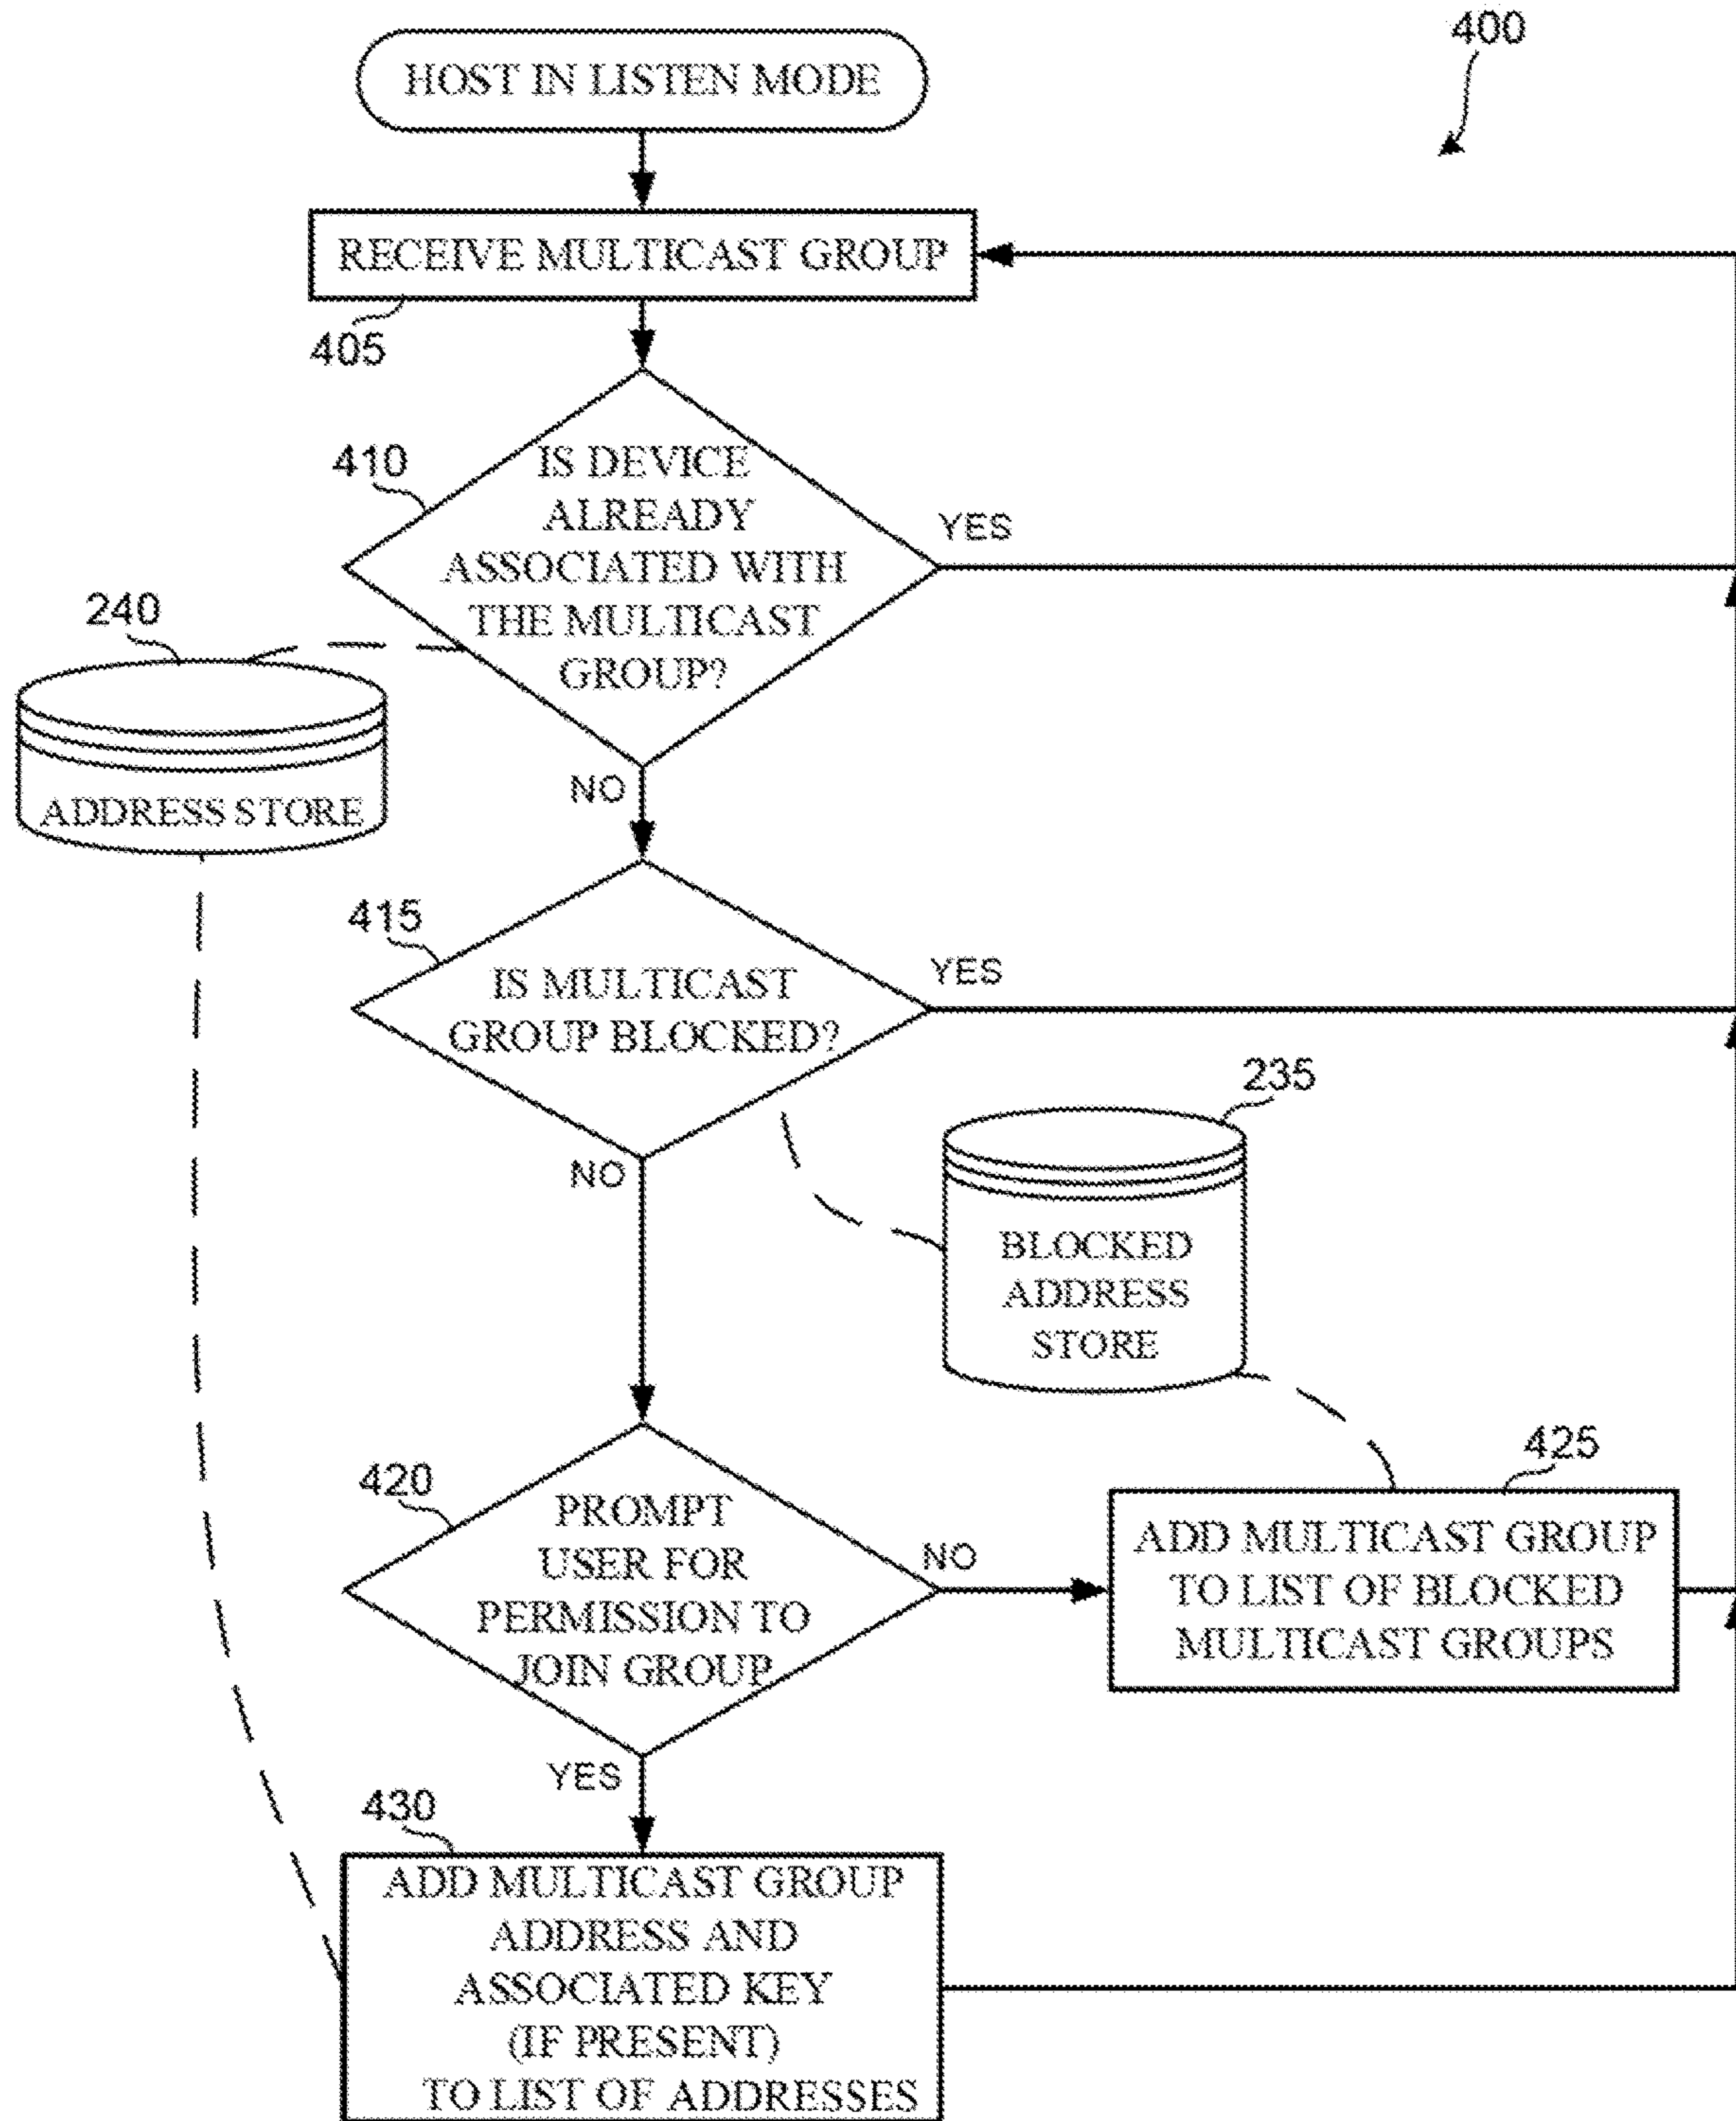 400
HOST IN LISTEN MODE
RECEIVE MULTICAST GROUP
405
410
IS DEVICE
ALREADY
ASSOCIATED WITH
THE MULTICAST
GROUP?
YES
240
ADDRESS STORE
NO
415
IS MULTICAST
GROUP BLOCKED?
YES
235
BLOCKED
ADDRESS
STORE
NO
420
PROMPT
USER FOR
PERMISSION TO
JOIN GROUP
NO
425
ADD MULTICAST GROUP
TO LIST OF BLOCKED
MULTICAST GROUPS
YES
430
ADD MULTICAST GROUP
ADDRESS AND
ASSOCIATED KEY
(IF PRESENT)
TO LIST OF ADDRESSES